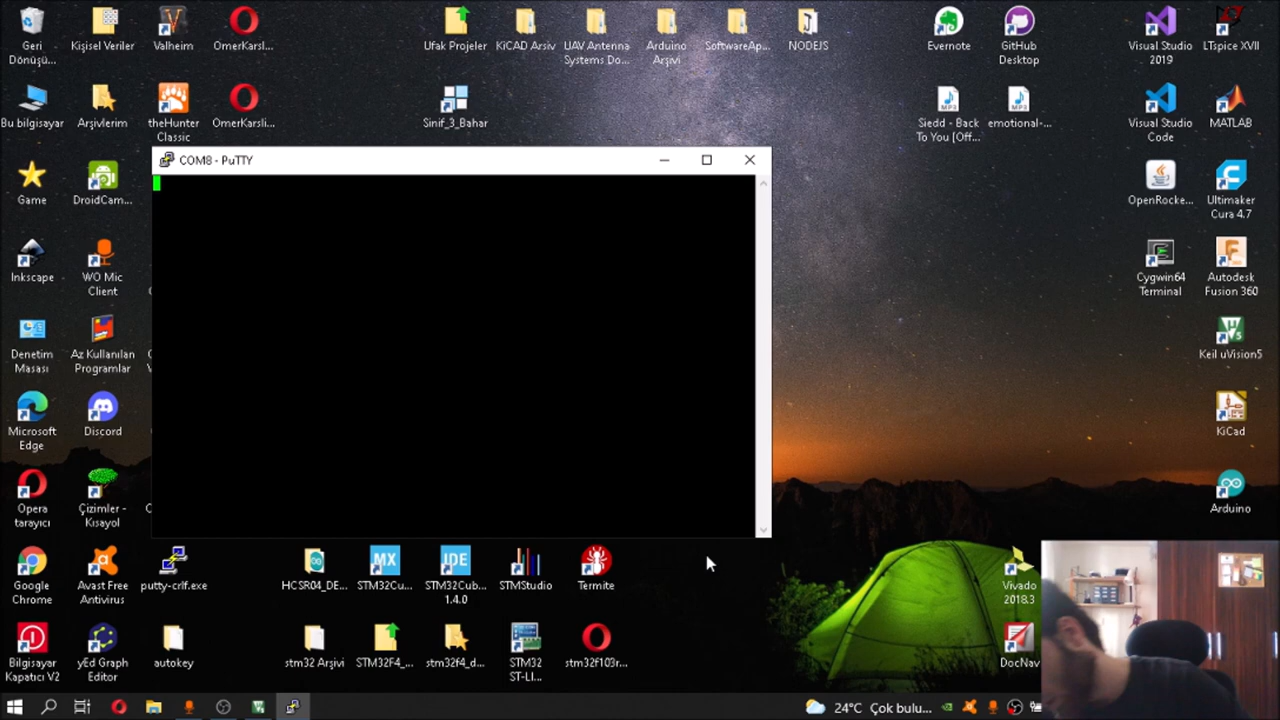 Geri Dönüşü...
Kişisel Veriler
Valheim
OmerKarsl...
Ufak Projeler
KiCAD Arsiv
UAV Antenna Systems Do...
Arduino Arşivi
SoftwareAp...
NODEJS
Evernote
GitHub Desktop
Visual Studio 2019
LTspice XVII
Bu bilgisayar
Arşivlerim
theHunter Classic
OmerKarsli...
Sinif_3_Bahar
MP3
Siedd - Back To You [Off...
MP3
emotional-...
Visual Studio Code
MATLAB
COM8 - PuTTY
Game
DroidCam...
OpenRocke...
Ultimaker Cura 4.7
Inkscape
WO Mic Client
Cygwin64 Terminal
Autodesk Fusion 360
Denetim Masası
Az Kullanılan Programlar
Keil uVision5
Microsoft Edge
Discord
KiCad
Opera tarayıcı
Çizimler - Kısayol
Arduino
Google Chrome
Avast Free Antivirus
putty-crlf.exe
HCSR04_DE...
MX
STM32Cu...
IDE
STM32Cub... 1.4.0
STMStudio
Termite
Vivado 2018.3
Bilgisayar Kapatıcı V2
yEd Graph Editor
autokey
stm32 Arşivi
STM32F4_...
stm32f4_d...
STM32 ST-LI...
stm32f103r...
DocNav
24°C Çok bulu...